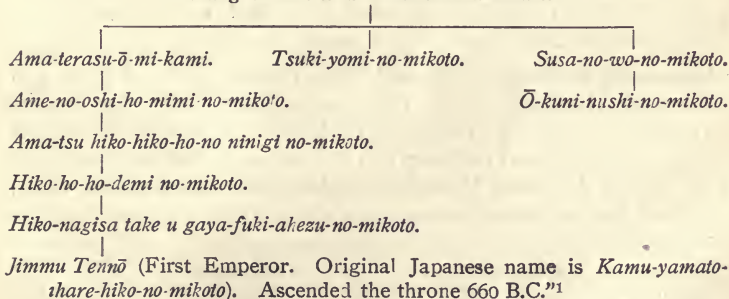 Ama-terasu-ō-mi-kami. Tsuki-yomi-no-mikoto. Susa-no-wo-no-mikoto.
Ame-no-oshi-ho-mimi-no-mikoto. Ō-kuni-nushi-no-mikoto.
Ama-tsu hiko-hiko-ho-no ninigi no-mikoto.
Hiko-ho-ho-demi no-mikoto.
Hiko-nagisa take u gaya-fuki-ahezu-no-mikoto.
Jimmu Tennō (First Emperor. Original Japanese name is Kamu-yamato-
ihare-hiko-no-mikoto). Ascended the throne 660 B.C."1